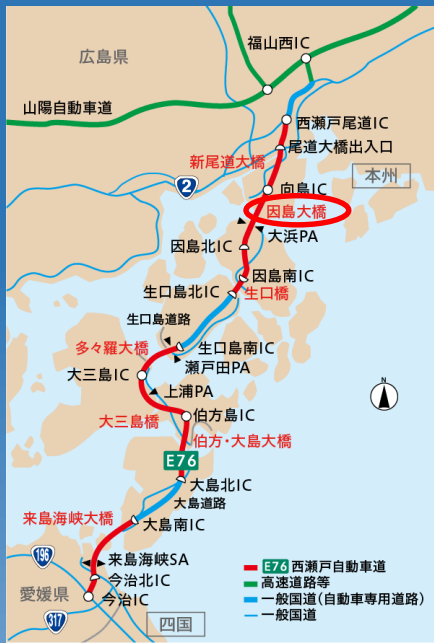 福山西IC
広島県
山陽自動車道
西瀬戸尾道IC
尾道大橋出入口
新尾道大橋
2
向島IC
本州
因島大橋
大浜PA
因島北IC
因島南IC
生口島北IC
生口橋
生口島道路
多々羅大橋
生口島南IC
瀬戸田PA
大三島IC
上浦PA
N
大三島橋
伯方島IC
伯方・大島大橋
E76
大島北IC
大島道路
来島海峡大橋
大島南IC
196
来島海峡SA
今治北IC
愛媛県
今治IC
317
四国
E76 西瀬戸自動車道
高速道路等
一般国道(自動車専用道路)
一般国道